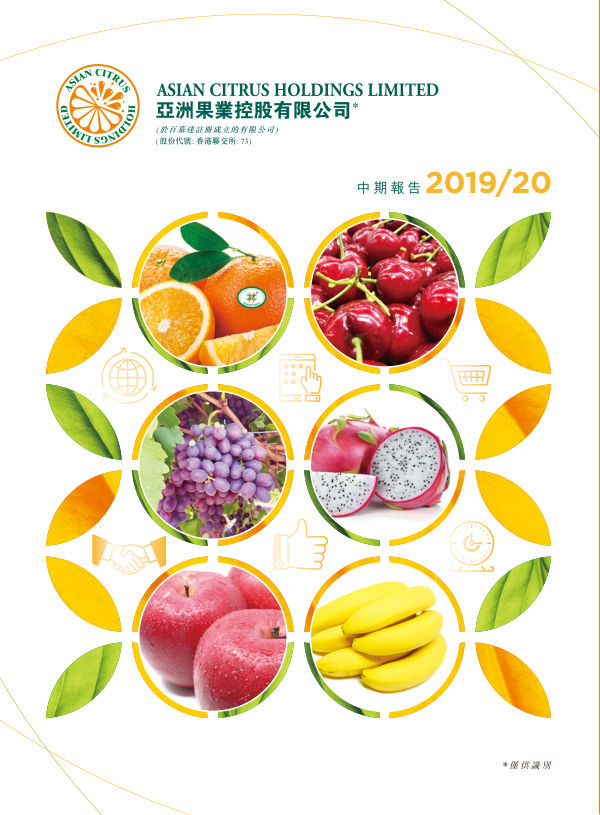 ASIAN CITRUS
HOLDINGS LIMITED
ASIAN CITRUS HOLDINGS LIMITED
亞洲果業控股有限公司*
(於百慕達註冊成立的有限公司)
(股份代號: 香港聯交所: 73)
中期報告 2019/20
*僅供識別